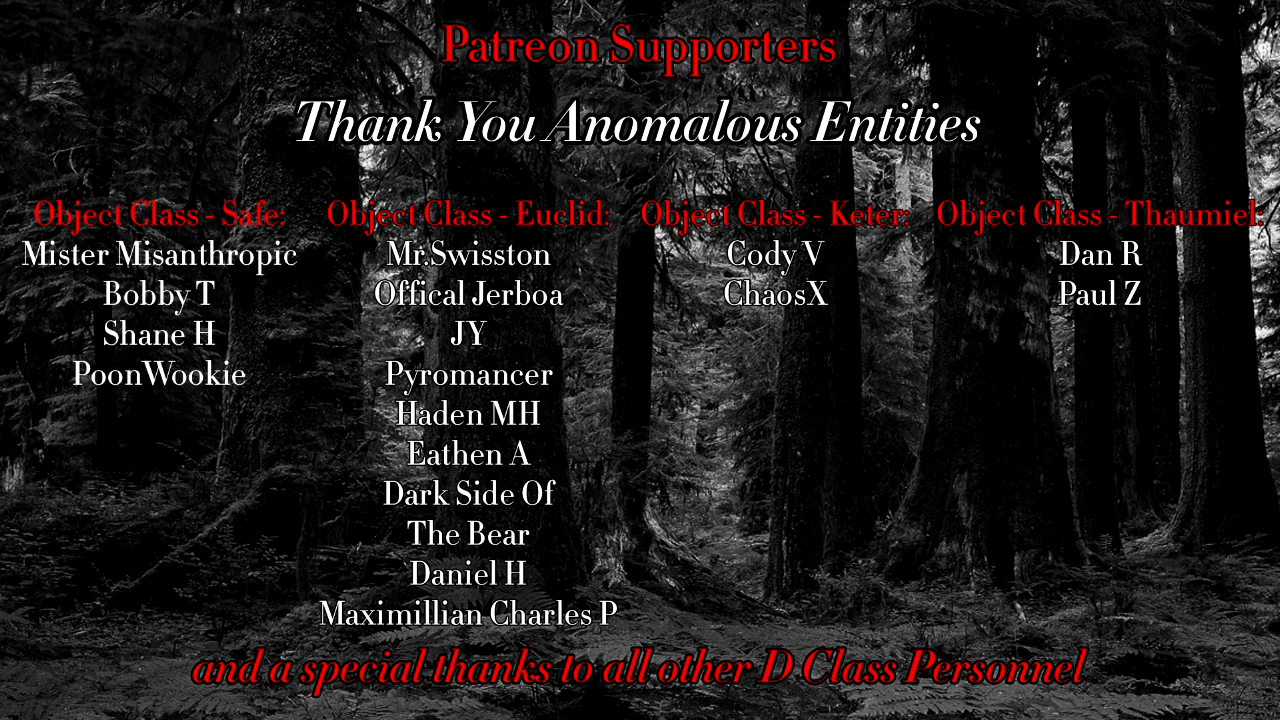 Patreon Supporters
Thank You Anomalous Entities
Object Class - Safe:
Mister Misanthropic
Bobby T
Shane H
PoonWookie
Object Class - Euclid:
Mr.Swisston
Offical Jerboa
JY
Pyromancer
Haden MH
Eathen A
Dark Side Of
The Bear
Daniel H
Maximillian Charles P
Object Class - Keter:
Cody V
ChaosX
Object Class - Thaumiel:
Dan R
Paul Z
and a special thanks to all other D Class Personnel